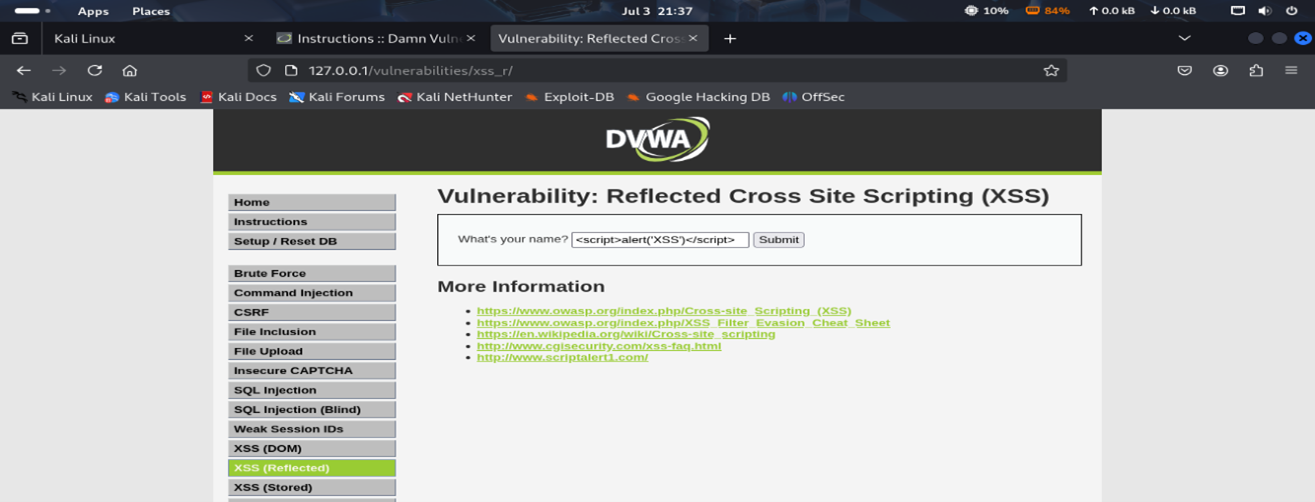 Apps Places Jul 3 21:37 10% 84% 0.0 kB 0.0 kB
Kali Linux Instructions :: Damn Vuln Vulnerability: Reflected Cros
127.0.0.1/vulnerabilities/xss_r/
Kali Linux Kali Tools Kali Docs Kali Forums Kali NetHunter Exploit-DB Google Hacking DB OffSec
DVWA
Home
Instructions
Setup / Reset DB
Brute Force
Command Injection
CSRF
File Inclusion
File Upload
Insecure CAPTCHA
SQL Injection
SQL Injection (Blind)
Weak Session IDs
XSS (DOM)
XSS (Reflected)
XSS (Stored)
Vulnerability: Reflected Cross Site Scripting (XSS)
What's your name? <script>alert('XSS')</script> Submit
More Information
https://www.owasp.org/index.php/Cross-site_Scripting_(XSS)
https://www.owasp.org/index.php/XSS_Filter_Evasion_Cheat_Sheet
https://en.wikipedia.org/wiki/Cross-site_scripting
http://www.cgisecurity.com/xss-faq.html
http://www.scriptalert1.com/